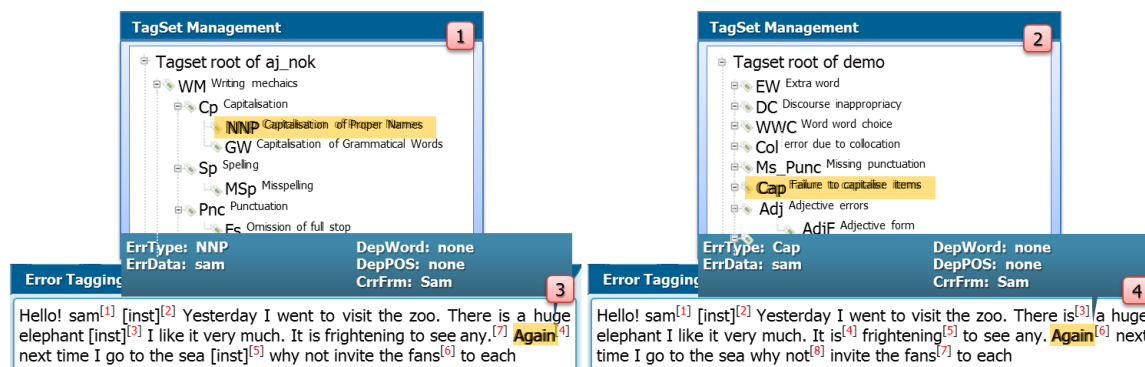 TagSet Management
1
Tagset root of aj_nok
WM Writing mechaics
Cp Capitalisation
NNP Capitalisation of Proper Names
GW Capitalisation of Grammatical Words
Sp Spelling
MSp Misspelling
Pnc Punctuation
Fs Omission of full stop
ErrType: NNP DepWord: none
ErrData: sam DepPOS: none
CrrFrm: Sam
Error Tagging
3
Hello! sam[1] [inst][2] Yesterday I went to visit the zoo. There is a huge
elephant [inst][3] I like it very much. It is frightening to see any.[7] Again[4]
next time I go to the sea [inst][5] why not invite the fans[6] to each
TagSet Management
2
Tagset root of demo
EW Extra word
DC Discourse inappropriacy
WWC Word word choice
Col error due to collocation
Ms_Punc Missing punctuation
Cap Failure to capitalise items
Adj Adjective errors
AdjF Adjective form
ErrType: Cap DepWord: none
ErrData: sam DepPOS: none
CrrFrm: Sam
Error Tagging
4
Hello! sam[1] [inst][2] Yesterday I went to visit the zoo. There is[3] a huge
elephant I like it very much. It is[4] frightening[5] to see any. Again[6] next
time I go to the sea why not[8] invite the fans[7] to each